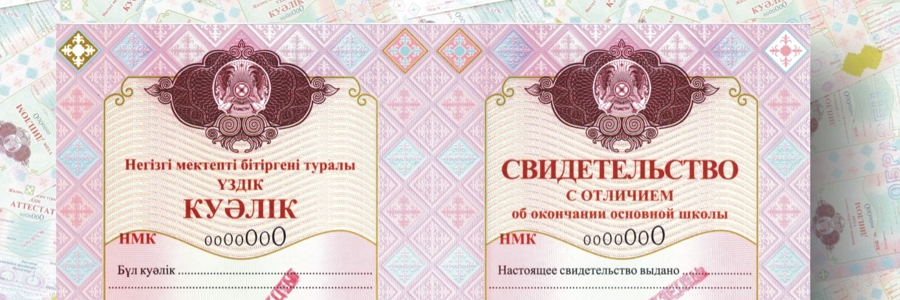 Негізгі мектепті бітіргені туралы
ҮЗДІК
КУӘЛІК
НМК 0000000
Бұл куәлік
СВИДЕТЕЛЬСТВО
С ОТЛИЧИЕМ
об окончании основной школы
НМК 0000000
Настоящее свидетельство выдано
АТТЕСТАТ